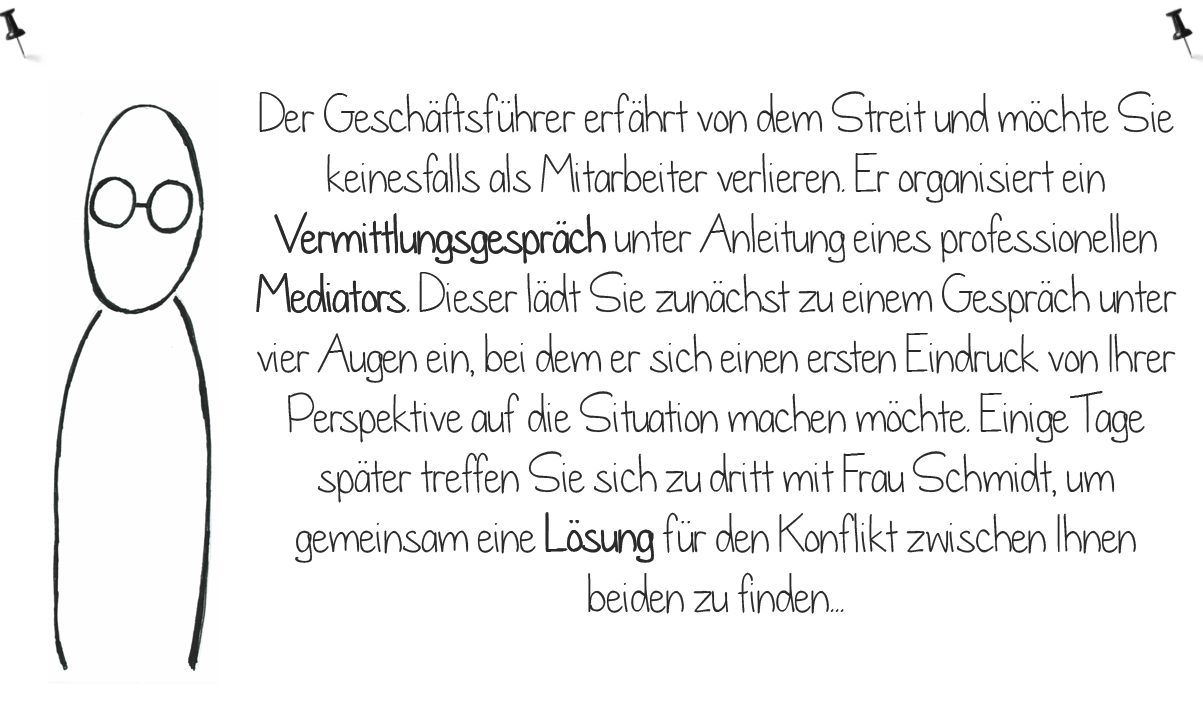 Der Geschäftsführer erfährt von dem Streit und möchte Sie
keinesfalls als Mitarbeiter verlieren. Er organisiert ein
Vermittlungsgespräch unter Anleitung eines professionellen
Mediators. Dieser lädt Sie zunächst zu einem Gespräch unter
vier Augen ein, bei dem er sich einen ersten Eindruck von Ihrer
Perspektive auf die Situation machen möchte. Einige Tage
später treffen Sie sich zu dritt mit Frau Schmidt, um
gemeinsam eine Lösung für den Konflikt zwischen Ihnen
beiden zu finden...